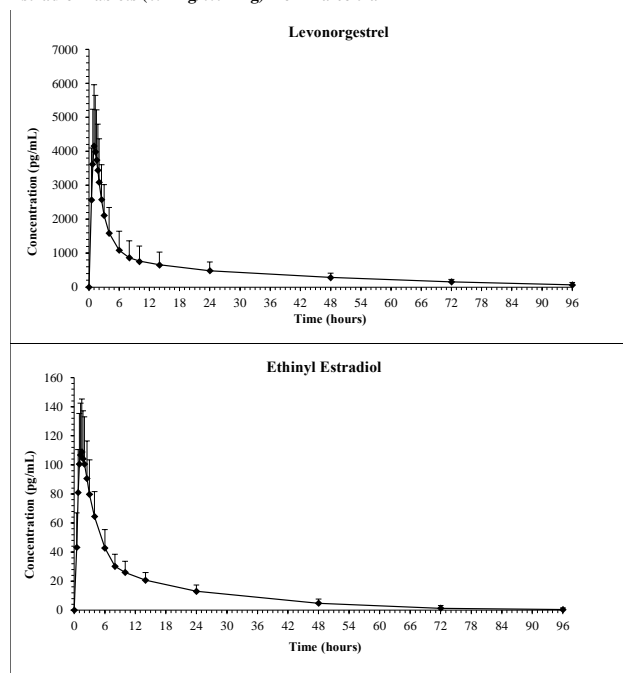 Levonorgestrel
7000
6000
5000
4000
3000
2000
1000
0
Concentration (pg/mL)
0 6 12 18 24 30 36 42 48 54 60 66 72 78 84 90 96
Time (hours)
Ethinyl Estradiol
160
140
120
100
80
60
40
20
0
Concentration (pg/mL)
0 6 12 18 24 30 36 42 48 54 60 66 72 78 84 90 96
Time (hours)